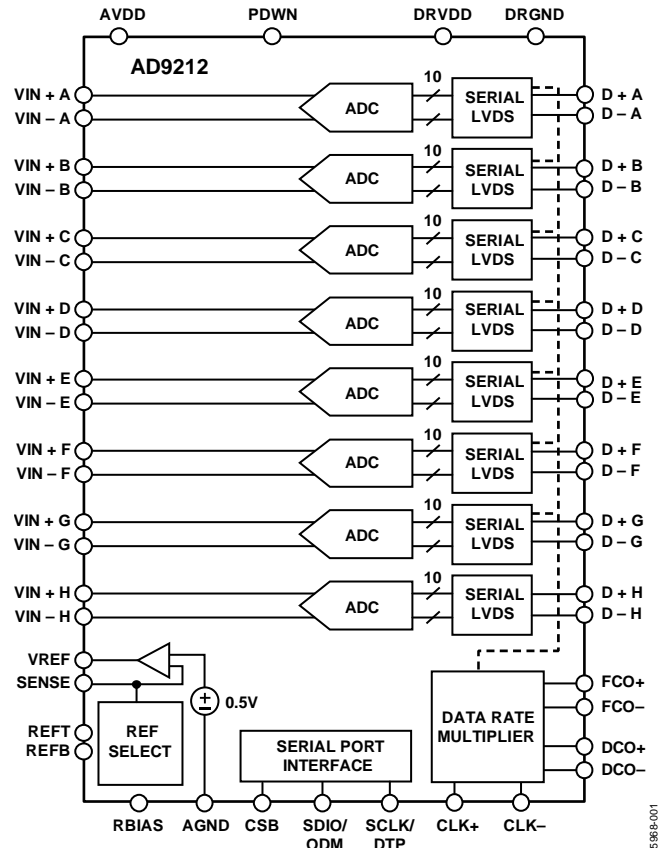 AVDD PDWN DRVDD DRGND
AD9212
VIN + A
VIN – A
ADC
10
SERIAL
LVDS
D + A
D – A
VIN + B
VIN – B
ADC
10
SERIAL
LVDS
D + B
D – B
VIN + C
VIN – C
ADC
10
SERIAL
LVDS
D + C
D – C
VIN + D
VIN – D
ADC
10
SERIAL
LVDS
D + D
D – D
VIN + E
VIN – E
ADC
10
SERIAL
LVDS
D + E
D – E
VIN + F
VIN – F
ADC
10
SERIAL
LVDS
D + F
D – F
VIN + G
VIN – G
ADC
10
SERIAL
LVDS
D + G
D – G
VIN + H
VIN – H
ADC
10
SERIAL
LVDS
D + H
D – H
VREF
SENSE
+
–
0.5V
REFT
REFB
REF
SELECT
SERIAL PORT
INTERFACE
DATA RATE
MULTIPLIER
FCO+
FCO–
DCO+
DCO–
RBIAS AGND CSB SDIO/
ODM
SCLK/
DTP
CLK+ CLK–
5968-001